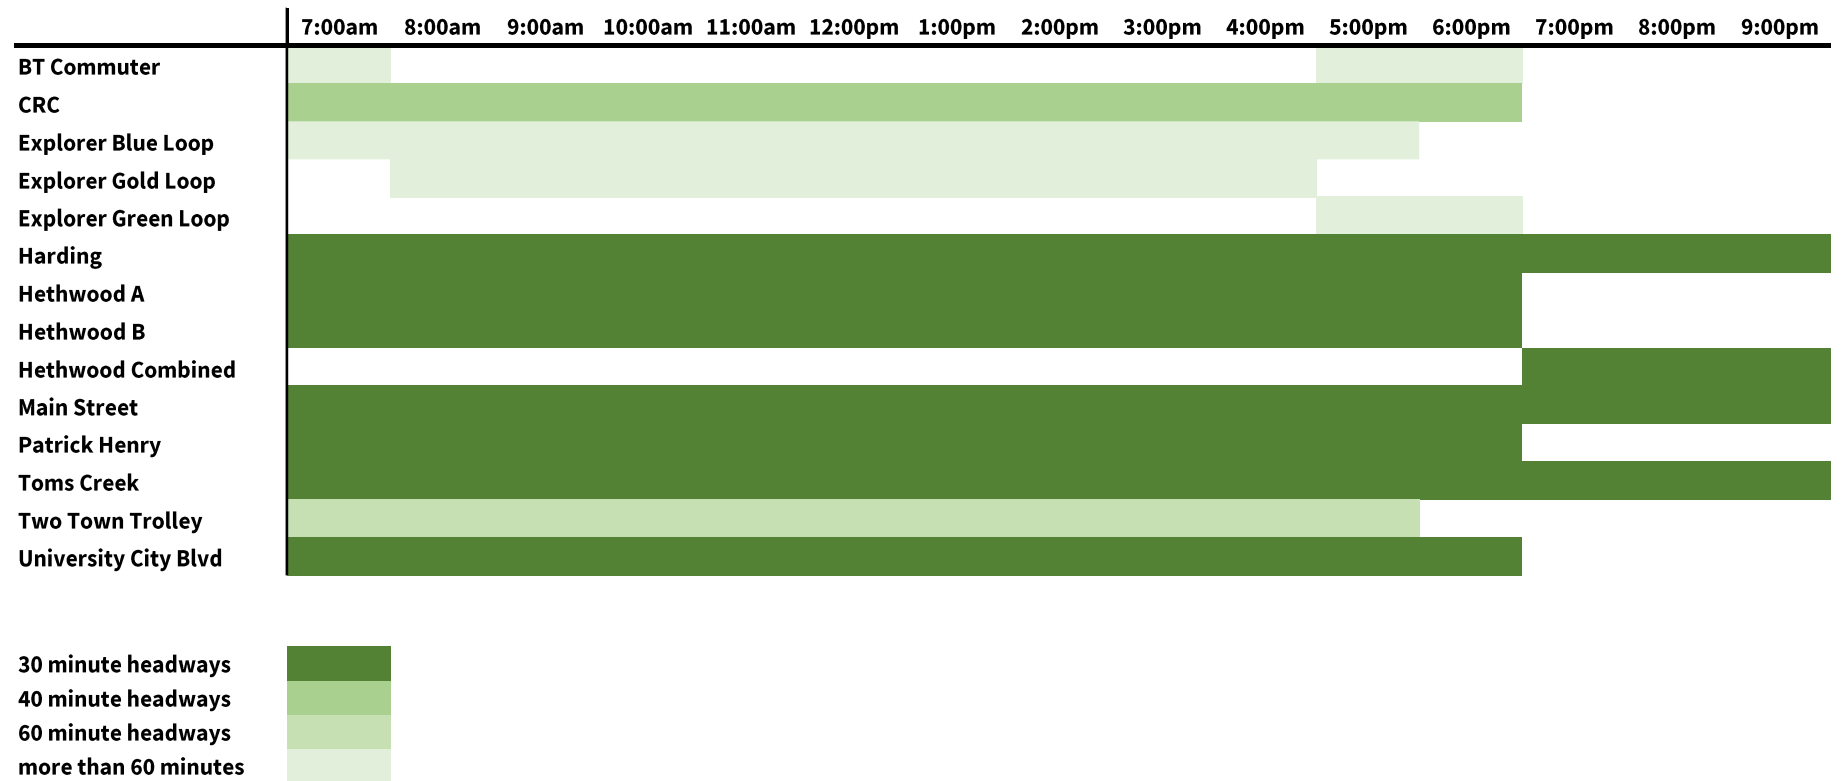 7:00am 8:00am 9:00am 10:00am 11:00am 12:00pm 1:00pm 2:00pm 3:00pm 4:00pm 5:00pm 6:00pm 7:00pm 8:00pm 9:00pm
BT Commuter
CRC
Explorer Blue Loop
Explorer Gold Loop
Explorer Green Loop
Harding
Hethwood A
Hethwood B
Hethwood Combined
Main Street
Patrick Henry
Toms Creek
Two Town Trolley
University City Blvd
30 minute headways
40 minute headways
60 minute headways
more than 60 minutes